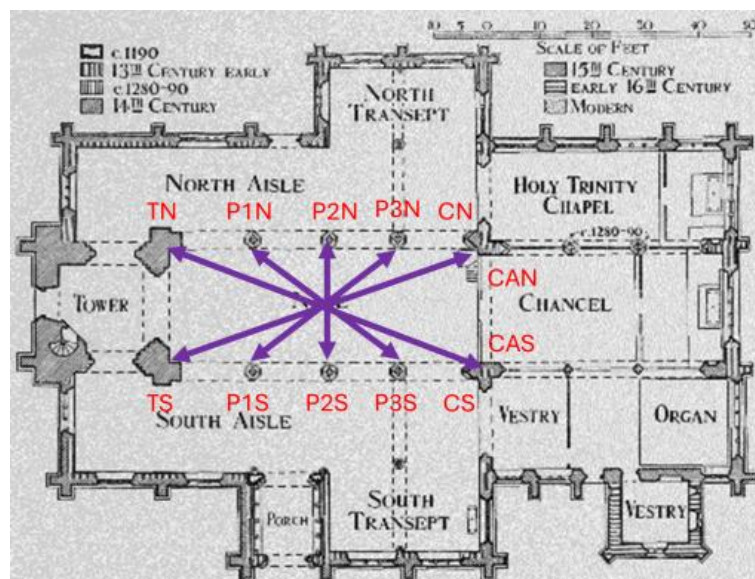 10 5 0 10 20 30 40 50
SCALE OF FEET
c.1190
13TH CENTURY EARLY
c.1280-90
14TH CENTURY
15TH CENTURY
EARLY 16TH CENTURY
MODERN
NORTH
TRANSEPT
NORTH AISLE
HOLY TRINITY
CHAPEL
TN P1N P2N P3N CN
c.1280-90
CAN
TOWER
CHANCEL
CAS
TS P1S P2S P3S CS
SOUTH AISLE
VESTRY
ORGAN
SOUTH
TRANSEPT
PORCH
VESTRY